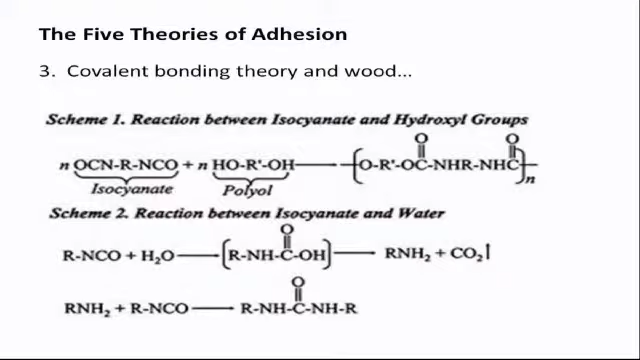 The Five Theories of Adhesion
3. Covalent bonding theory and wood...
Scheme 1. Reaction between Isocyanate and Hydroxyl Groups
O O
n OCN-R-NCO + n HO-R'-OH —— (O-R'-OC-NHR-NHC)n
Isocyanate Polyol
Scheme 2. Reaction between Isocyanate and Water
O
R-NCO + H₂O —— (R-NH-C-OH) —— RNH₂ + CO₂↑
O
RNH₂ + R-NCO —— R-NH-C-NH-R